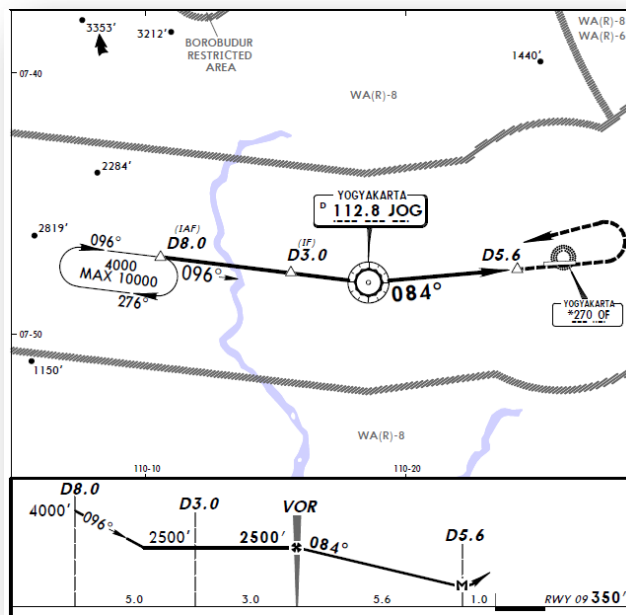 3353'
3212'
BOROBUDUR
RESTRICTED
AREA
WA(R)-8
WA(R)-6
1440'
07-40
WA(R)-8
2284'
YOGYAKARTA
D 112.8 JOG
2819'
096°
(IAF)
D8.0
(IF)
D3.0
D5.6
4000
MAX 10000
096°
276°
084°
YOGYAKARTA
*270 OF
07-50
1150'
WA(R)-8
110-10
110-20
D8.0
D3.0
VOR
D5.6
4000'
096°
2500'
2500'
084°
M
5.0
3.0
5.6
1.0
RWY 09 350'